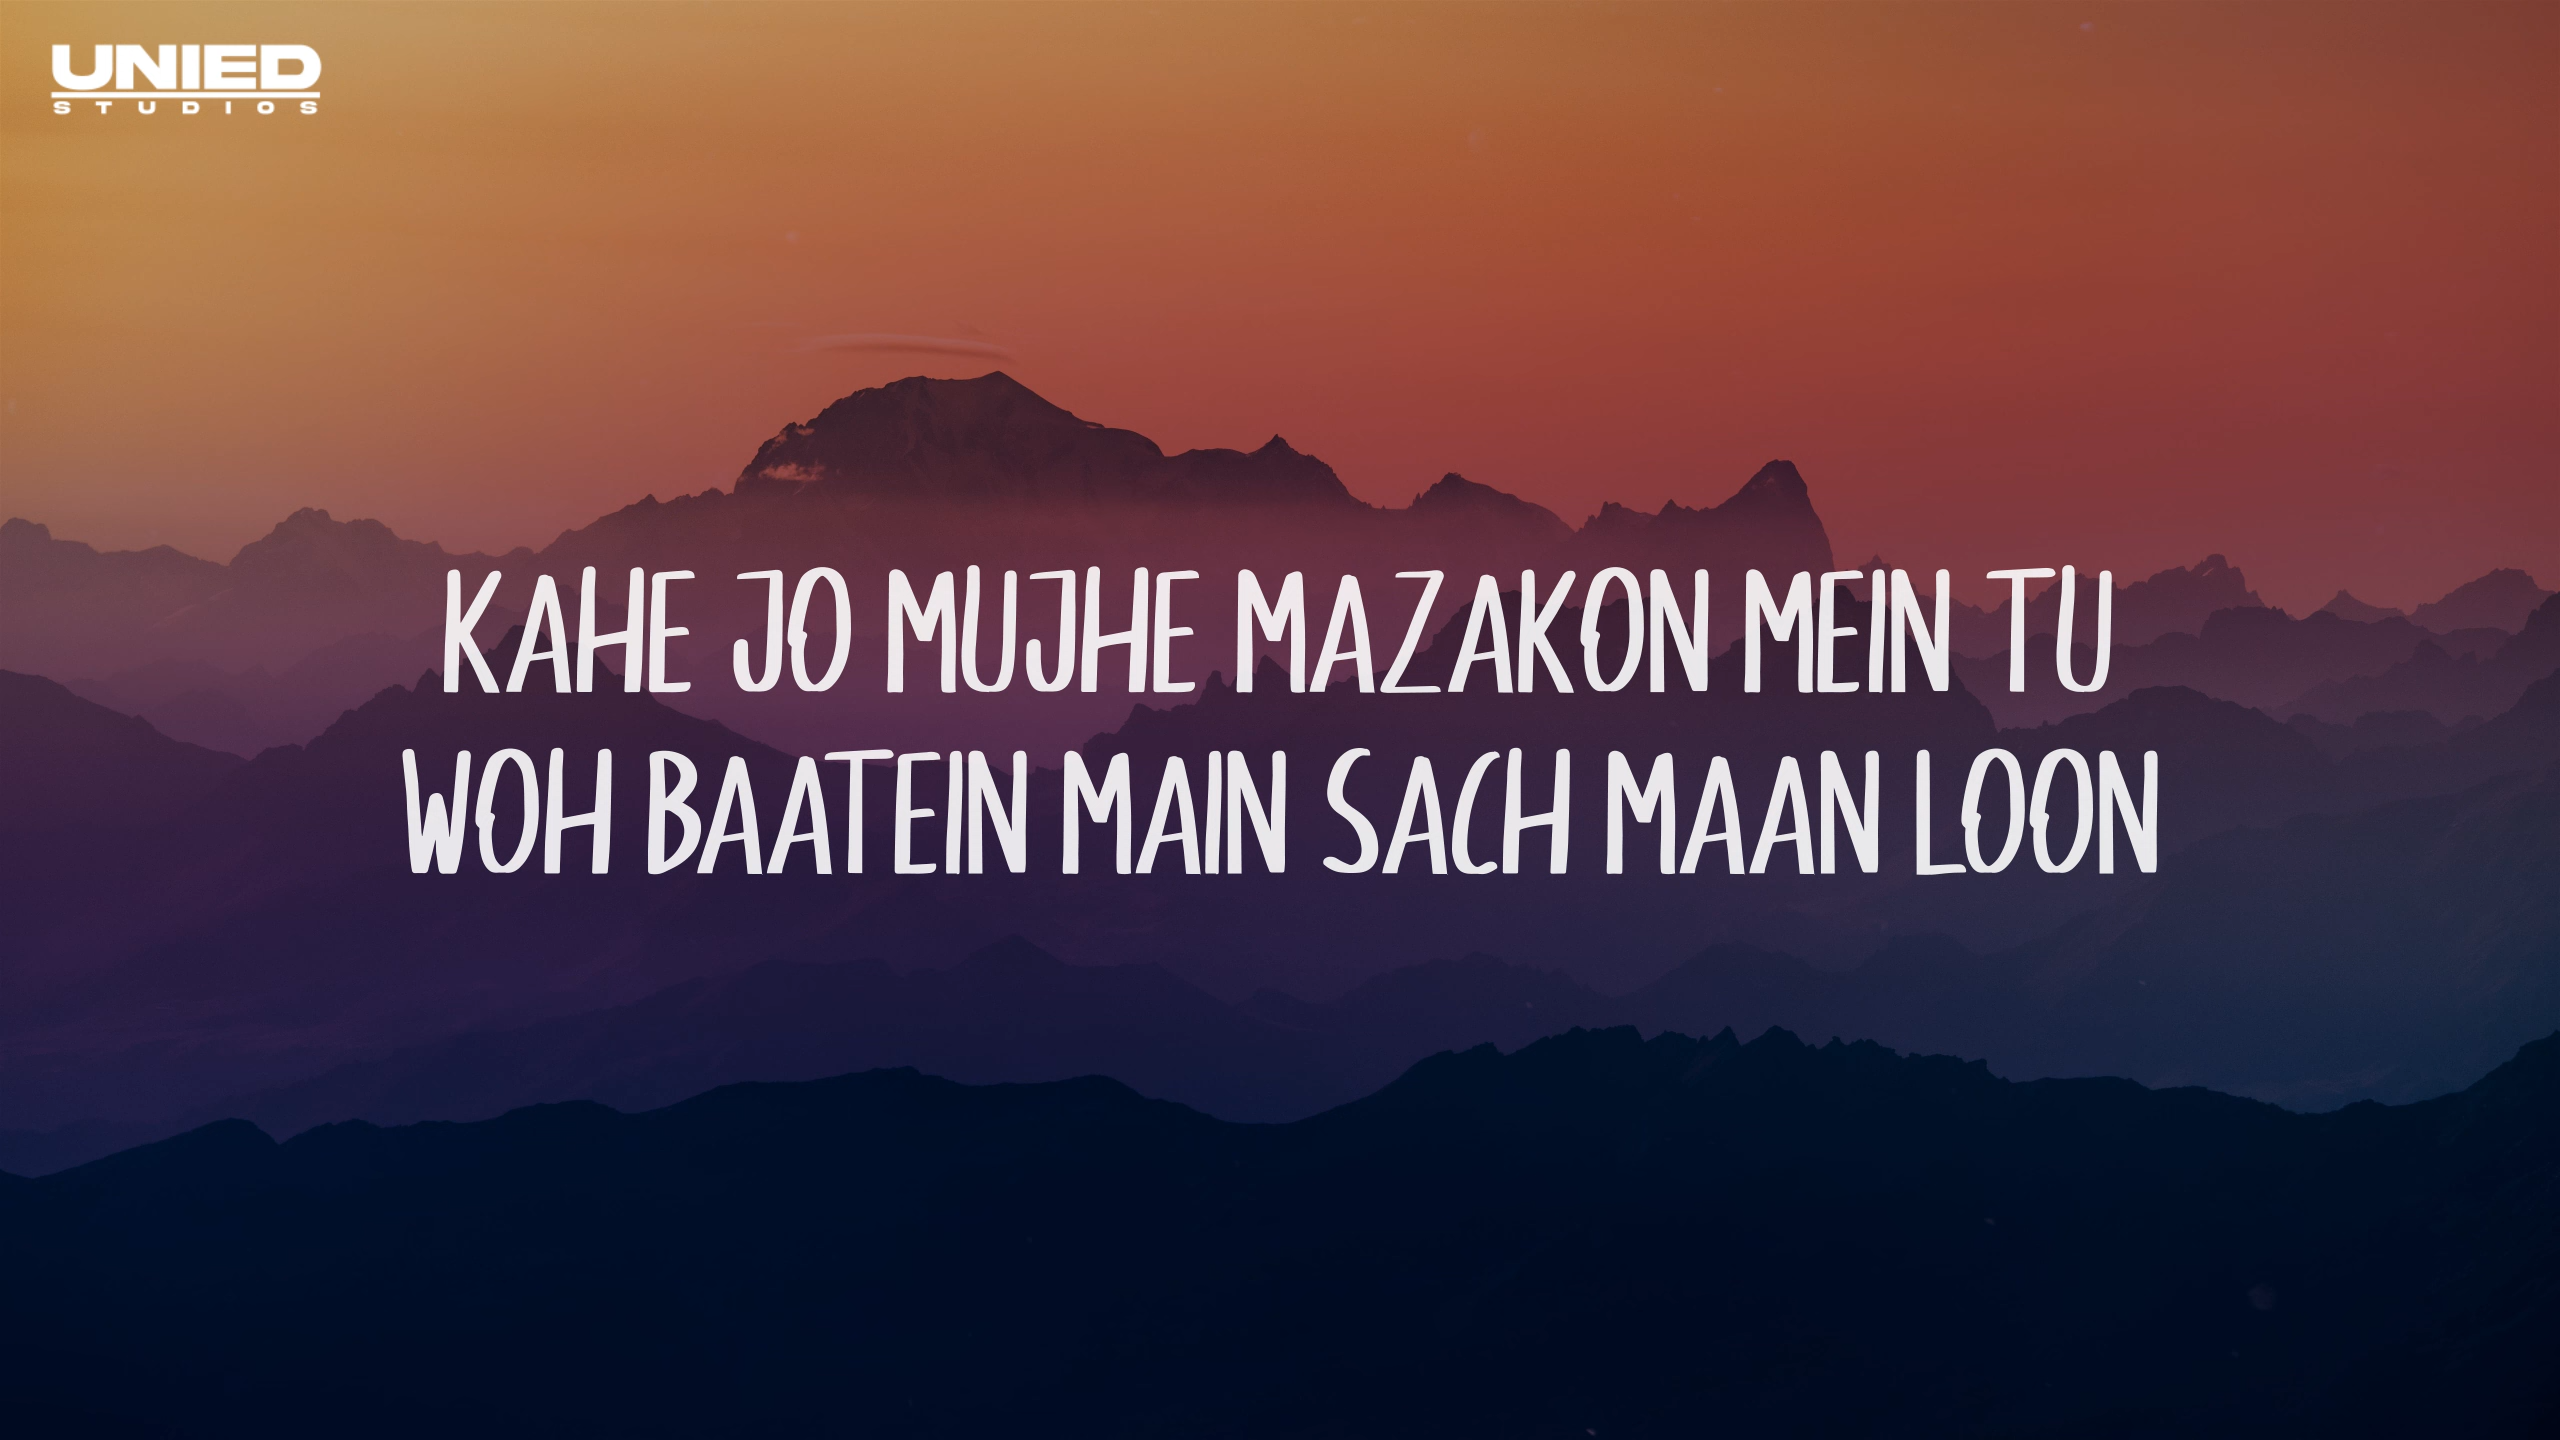 UNIED
STUDIOS
KAHE JO MUJHE MAZAKON MEIN TU
WOH BAATEIN MAIN SACH MAAN LOON